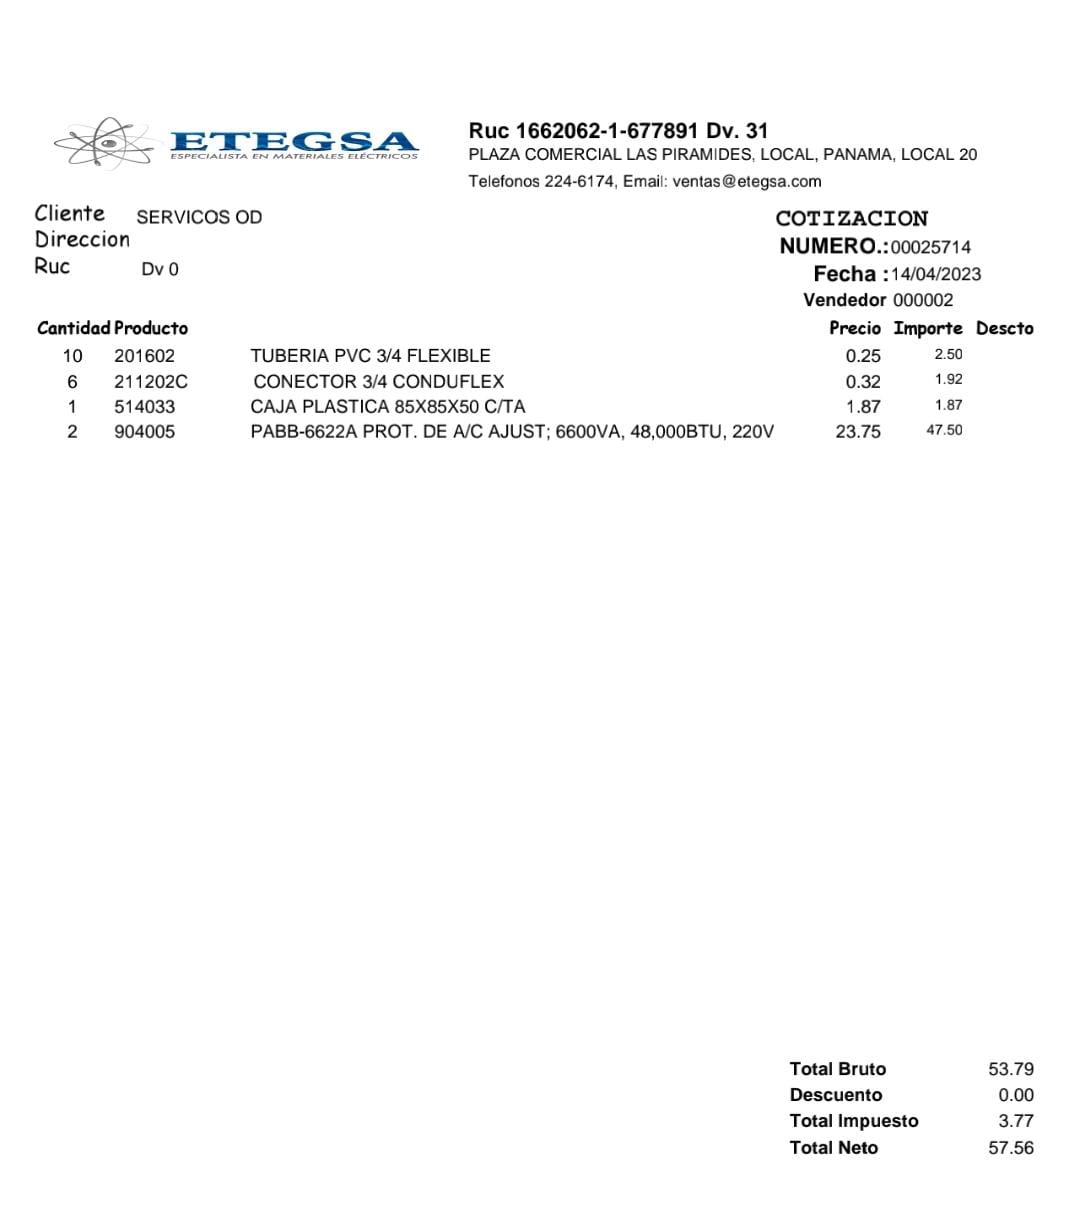 ETEGSA
ESPECIALISTA EN MATERIALES ELÉCTRICOS
Ruc 1662062-1-677891 Dv. 31
PLAZA COMERCIAL LAS PIRAMIDES, LOCAL, PANAMA, LOCAL 20
Telefonos 224-6174, Email: ventas@etegsa.com
Cliente SERVICOS OD
Direccion
Ruc Dv 0
COTIZACION
NUMERO.:00025714
Fecha :14/04/2023
Vendedor 000002
Cantidad Producto Precio Importe Descto
10 201602 TUBERIA PVC 3/4 FLEXIBLE 0.25 2.50
6 211202C CONECTOR 3/4 CONDUFLEX 0.32 1.92
1 514033 CAJA PLASTICA 85X85X50 C/TA 1.87 1.87
2 904005 PABB-6622A PROT. DE A/C AJUST; 6600VA, 48,000BTU, 220V 23.75 47.50
Total Bruto 53.79
Descuento 0.00
Total Impuesto 3.77
Total Neto 57.56